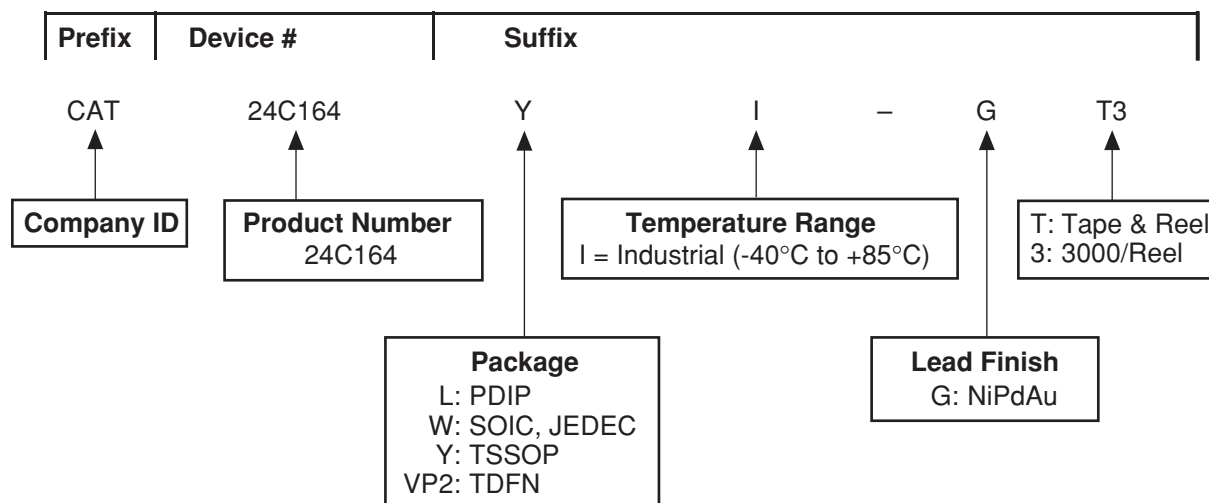 Prefix Device # Suffix
CAT 24C164 Y I – G T3
Company ID
Product Number
24C164
Temperature Range
I = Industrial (-40°C to +85°C)
T: Tape & Reel
3: 3000/Reel
Package
L: PDIP
W: SOIC, JEDEC
Y: TSSOP
VP2: TDFN
Lead Finish
G: NiPdAu